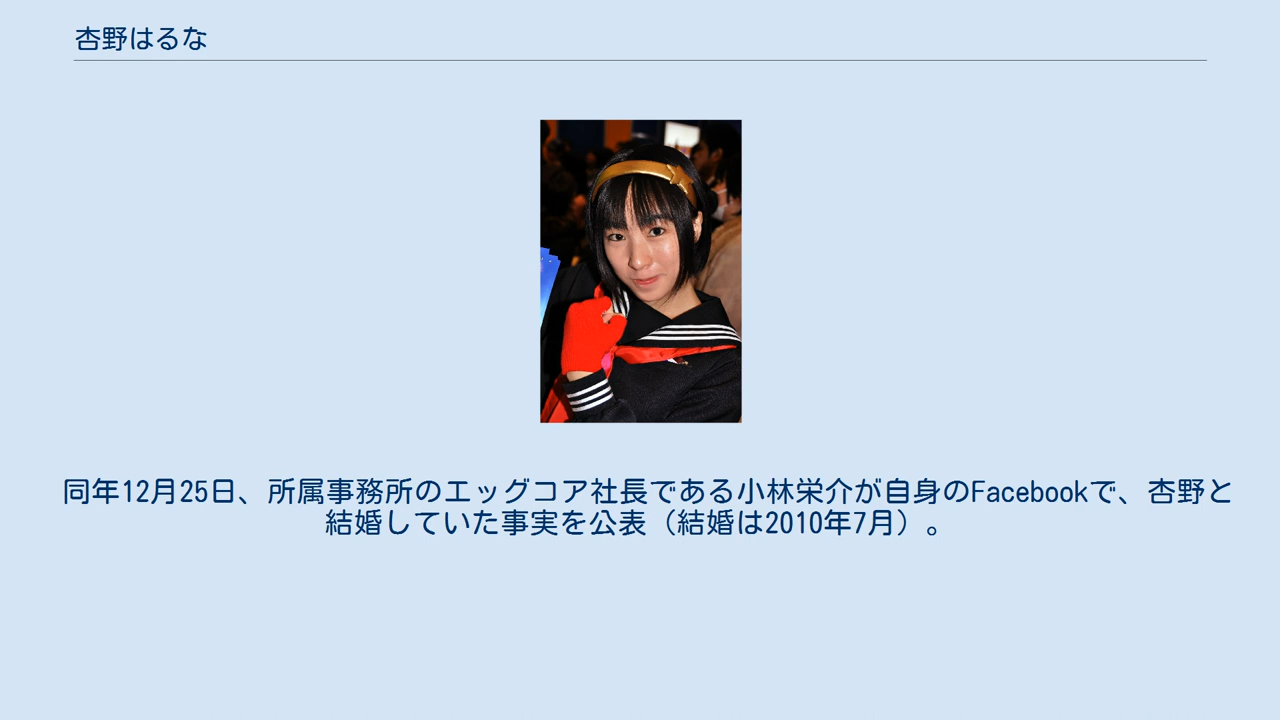 杏野はるな
同年12月25日、所属事務所のエッグコア社長である小林栄介が自身のFacebookで、杏野と
結婚していた事実を公表（結婚は2010年7月）。